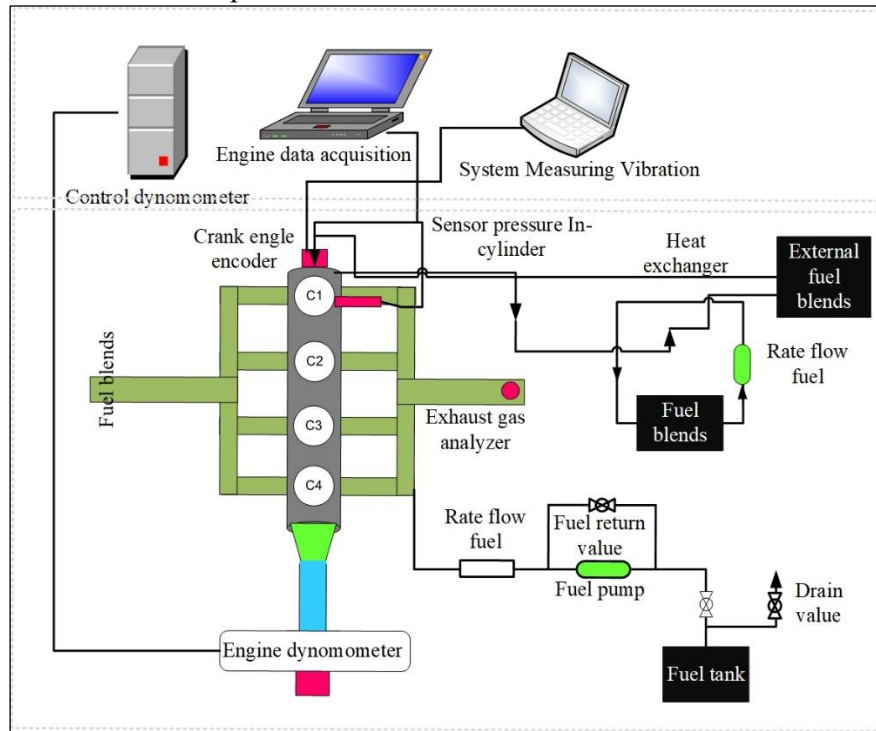 Engine data acquisition
System Measuring Vibration
Control dynomometer
Crank engle
encoder
Sensor pressure In-
cylinder
Heat
exchanger
External
fuel
blends
C1
C2
C3
C4
Rate flow
fuel
Fuel
blends
Fuel blends
Exhaust gas
analyzer
Rate flow
fuel
Fuel return
value
Fuel pump
Drain
value
Engine dynomometer
Fuel tank